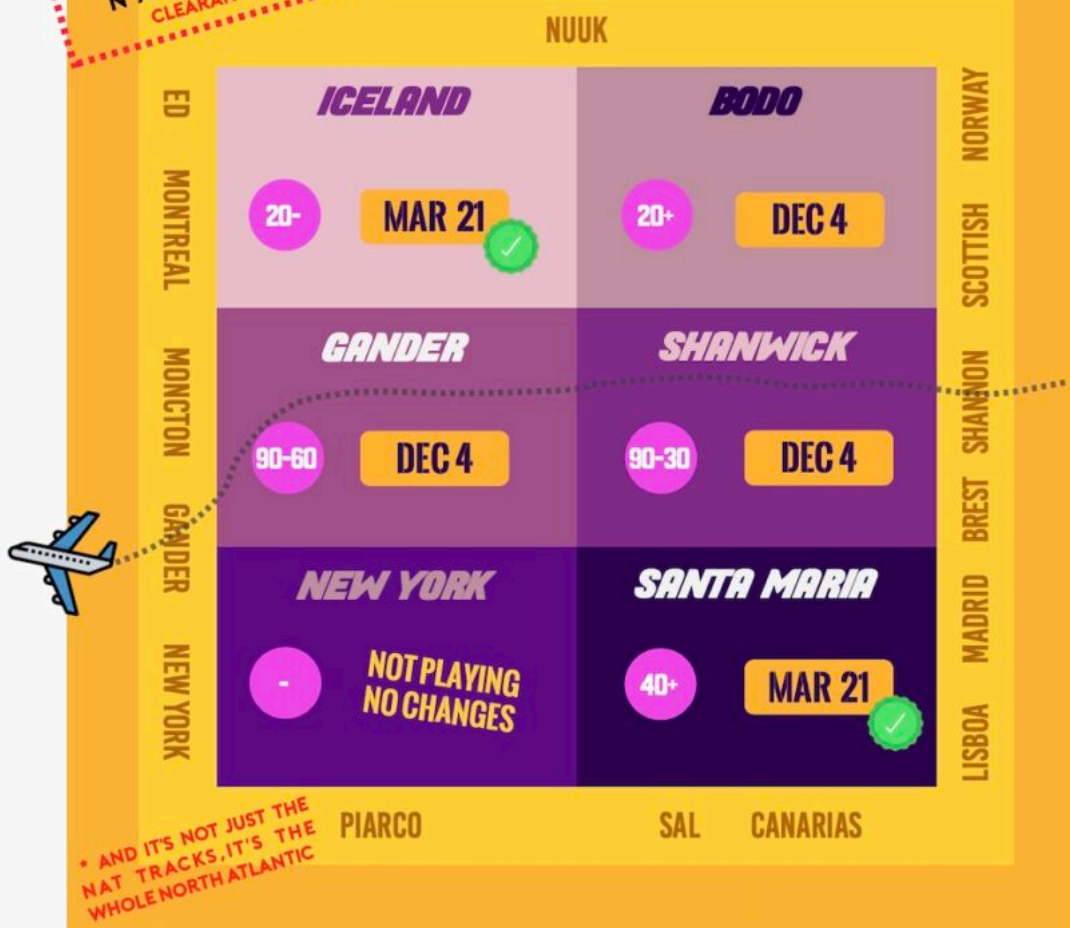 NUUK
ED
MONTREAL
MONCTON
GANDER
NEW YORK
ICELAND
20-
MAR 21
BODO
20+
DEC 4
GANDER
90-60
DEC 4
SHANWICK
90-30
DEC 4
NEW YORK
-
NOT PLAYING
NO CHANGES
SANTA MARIA
40+
MAR 21
NORWAY
SCOTTISH
SHANNON
BREST
MADRID
LISBOA
PIARCO
SAL
CANARIAS
* AND IT'S NOT JUST THE
NAT TRACKS,IT'S THE
WHOLE NORTH ATLANTIC